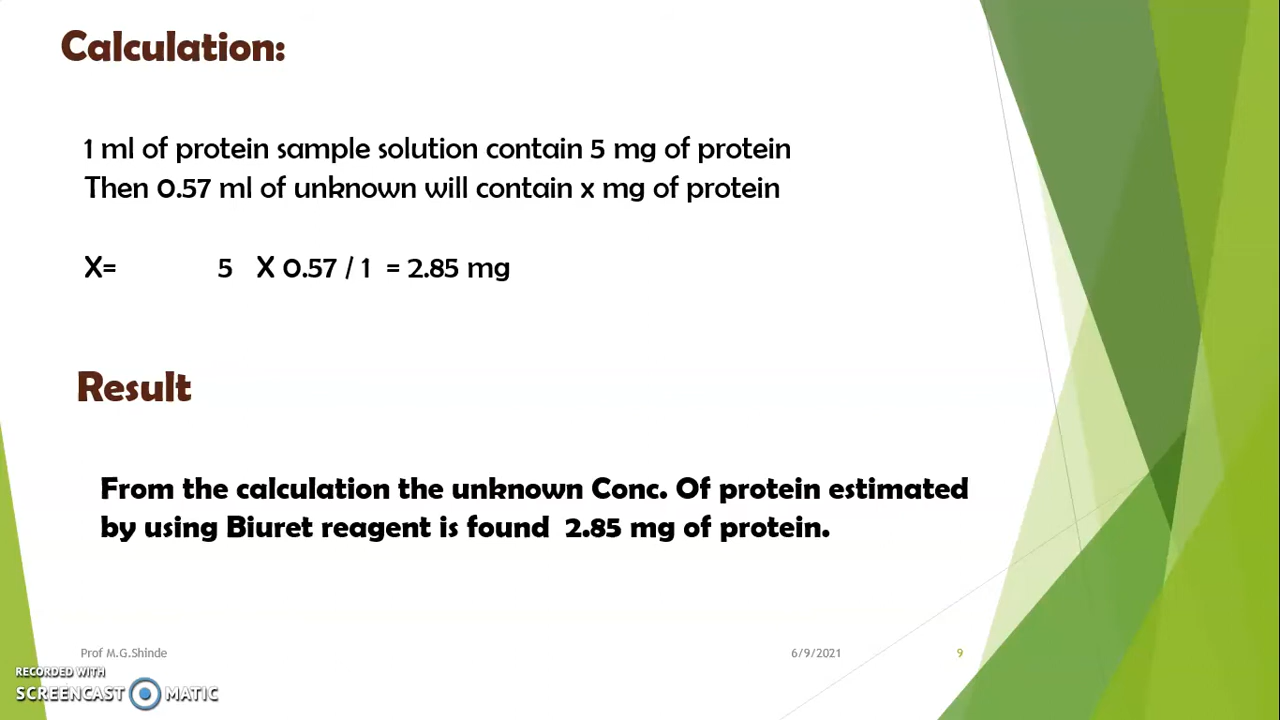 Calculation:
1 ml of protein sample solution contain 5 mg of protein
Then 0.57 ml of unknown will contain x mg of protein
X= 5 X 0.57 / 1 = 2.85 mg
Result
From the calculation the unknown Conc. Of protein estimated
by using Biuret reagent is found 2.85 mg of protein.
Prof M.G.Shinde 6/9/2021 9
RECORDED WITH
SCREENCAST MATIC